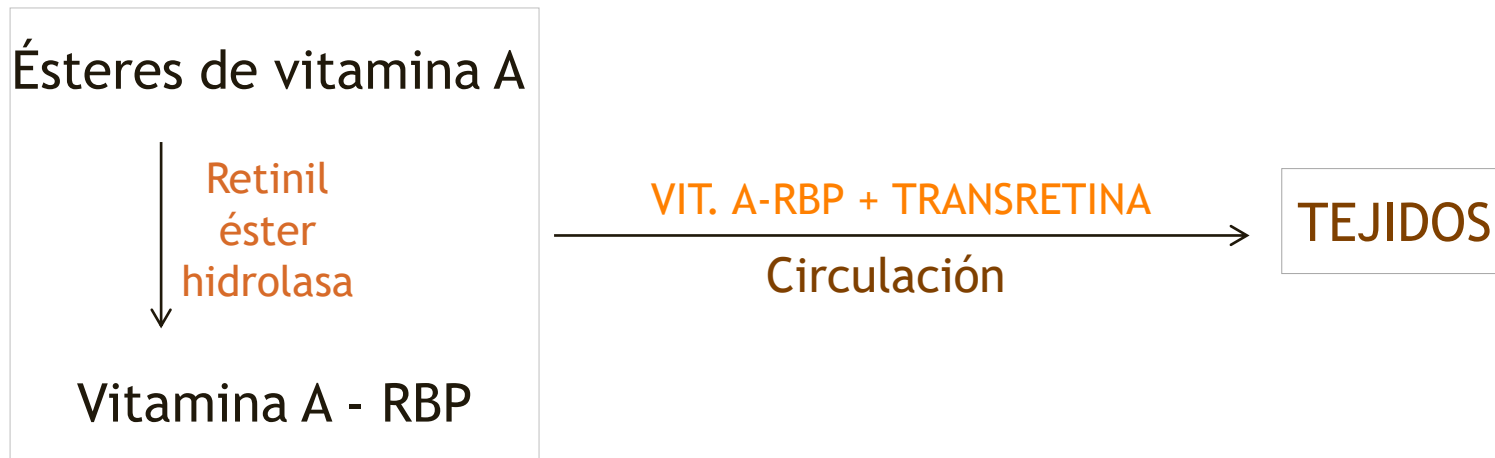 Ésteres de vitamina A
Retinil
éster
hidrolasa
Vitamina A - RBP
VIT. A-RBP + TRANSRETINA
Circulación
TEJIDOS